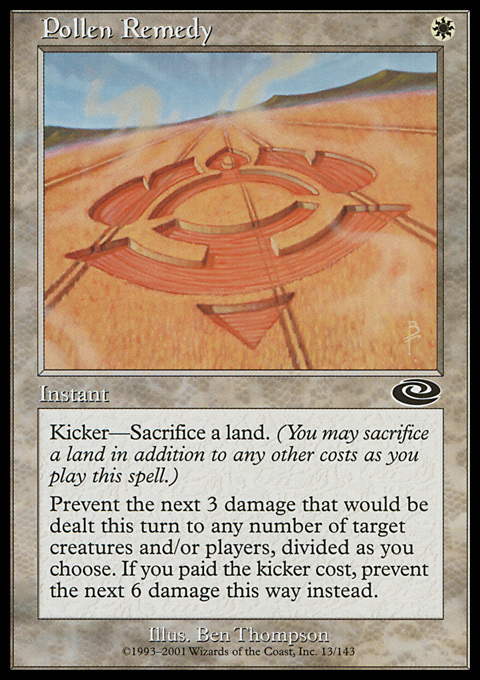 Pollen Remedy
Instant
Kicker—Sacrifice a land. (You may sacrifice
a land in addition to any other costs as you
play this spell.)
Prevent the next 3 damage that would be
dealt this turn to any number of target
creatures and/or players, divided as you
choose. If you paid the kicker cost, prevent
the next 6 damage this way instead.
Illus. Ben Thompson
©1993–2001 Wizards of the Coast, Inc. 13/143